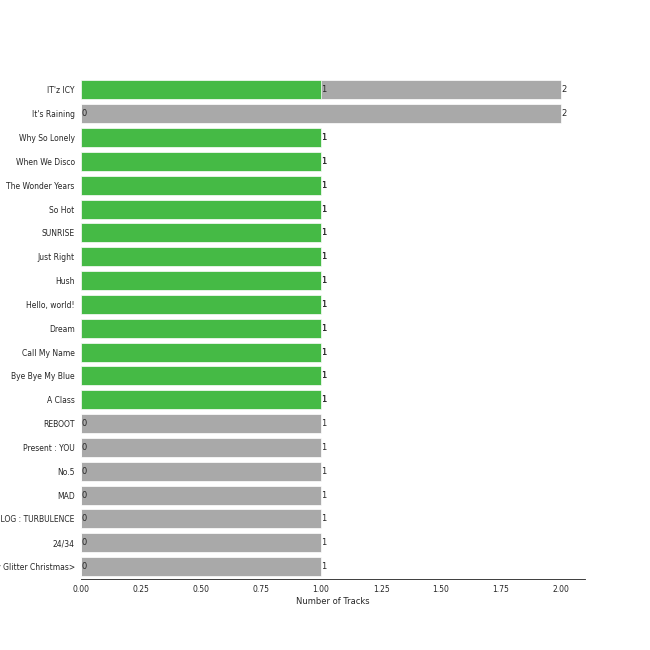 IT'z ICY 1 2
It's Raining 0 2
Why So Lonely 1
When We Disco 1
The Wonder Years 1
So Hot 1
SUNRISE 1
Just Right 1
Hush 1
Hello, world! 1
Dream 1
Call My Name 1
Bye Bye My Blue 1
A Class 1
REBOOT 0 1
Present : YOU 0 1
No.5 0 1
MAD 0 1
LOG : TURBULENCE 0 1
24/34 0 1
Glitter Christmas> 0 1
0.00 0.25 0.50 0.75 1.00 1.25 1.50 1.75 2.00
Number of Tracks